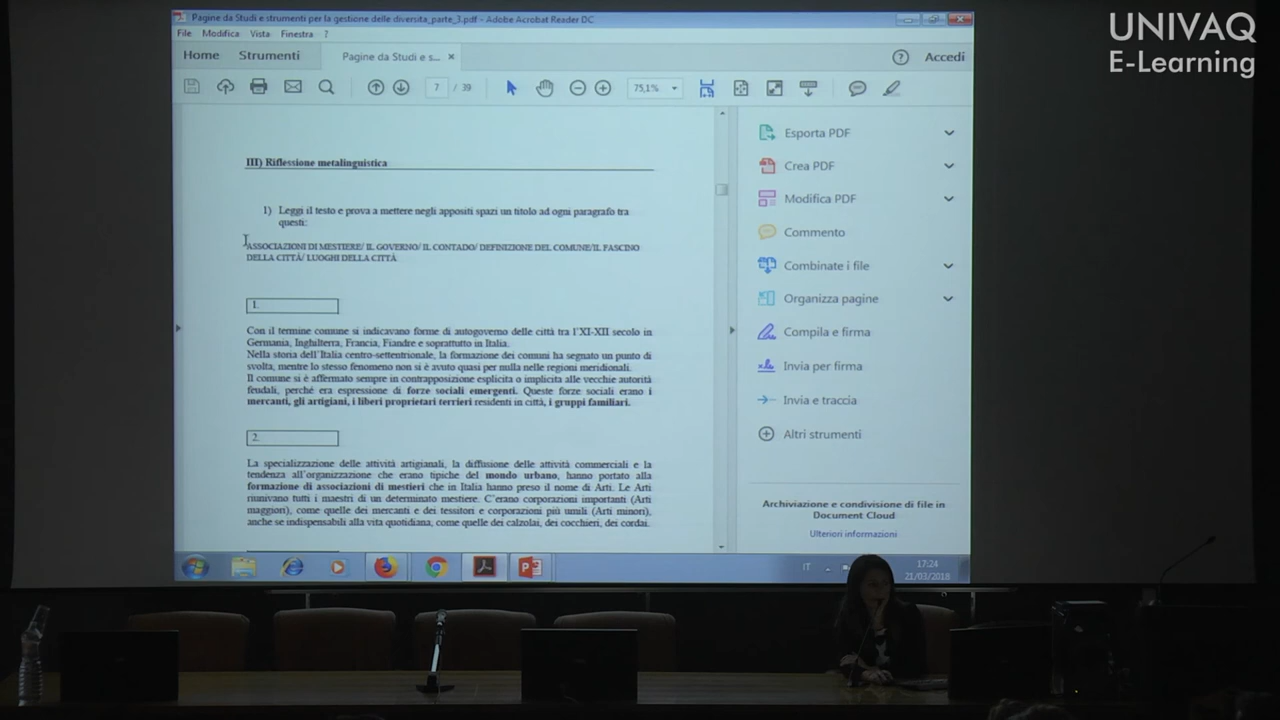 Pagine da Studi e strumenti per la gestione delle diversita_parte_3.pdf - Adobe Acrobat Reader DC
File Modifica Vista Finestra ?
Home Strumenti Pagine da Studi e s... × Accedi
7 / 39 75,1%
III) Riflessione metalinguistica
1) Leggi il testo e prova a mettere negli appositi spazi un titolo ad ogni paragrafo tra
questi:
ASSOCIAZIONI DI MESTIERE/ IL GOVERNO/ IL CONTADO/ DEFINIZIONE DEL COMUNE/IL FASCINO
DELLA CITTÀ/ LUOGHI DELLA CITTÀ
1.
Con il termine comune si indicavano forme di autogoverno delle città tra l'XI-XII secolo in
Germania, Inghilterra, Francia, Fiandre e soprattutto in Italia.
Nella storia dell'Italia centro-settentrionale, la formazione dei comuni ha segnato un punto di
svolta, mentre lo stesso fenomeno non si è avuto quasi per nulla nelle regioni meridionali.
Il comune si è affermato sempre in contrapposizione esplicita o implicita alle vecchie autorità
feudali, perché era espressione di forze sociali emergenti. Queste forze sociali erano i
mercanti, gli artigiani, i liberi proprietari terrieri residenti in città, i gruppi familiari.
2.
La specializzazione delle attività artigianali, la diffusione delle attività commerciali e la
tendenza all'organizzazione che erano tipiche del mondo urbano, hanno portato alla
formazione di associazioni di mestieri che in Italia hanno preso il nome di Arti. Le Arti
riunivano tutti i maestri di un determinato mestiere. C'erano corporazioni importanti (Arti
maggiori), come quelle dei mercanti e dei tessitori e corporazioni più umili (Arti minori),
anche se indispensabili alla vita quotidiana, come quelle dei calzolai, dei cocchieri, dei cordai.
Esporta PDF
Crea PDF
Modifica PDF
Commento
Combinate i file
Organizza pagine
Compila e firma
Invia per firma
Invia e traccia
Altri strumenti
Archiviazione e condivisione di file in
Document Cloud
Ulteriori informazioni
IT 17:24
21/03/2018
UNIVAQ
E-Learning